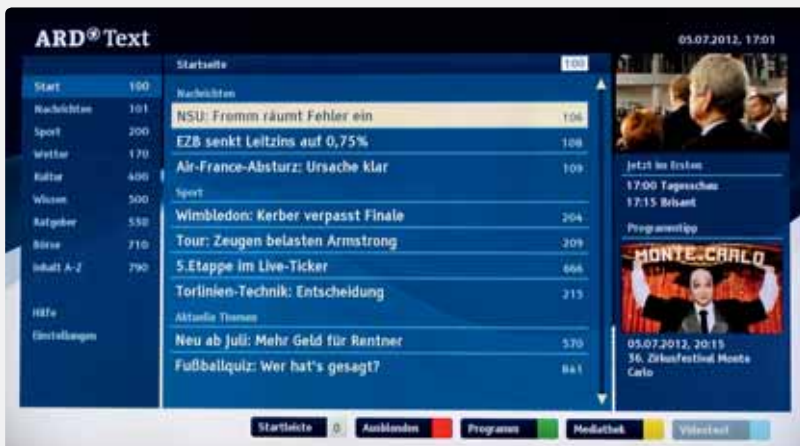 ARD® Text
05.07.2012, 17:01
Startseite 100
Start 100
Nachrichten 101
Sport 200
Wetter 170
Kultur 400
Wissen 500
Ratgeber 550
Börse 710
Inhalt A-Z 790
Hilfe
Einstellungen
Nachrichten
NSU: Fromm räumt Fehler ein 106
EZB senkt Leitzins auf 0,75% 108
Air-France-Absturz: Ursache klar 109
Sport
Wimbledon: Kerber verpasst Finale 204
Tour: Zeugen belasten Armstrong 209
5.Etappe im Live-Ticker 666
Torlinien-Technik: Entscheidung 215
Aktuelle Themen
Neu ab Juli: Mehr Geld für Rentner 570
Fußballquiz: Wer hat's gesagt? 841
Jetzt im Ersten
17:00 Tagesschau
17:15 Brisant
Programmtipp
MONTE-CARLO
05.07.2012, 20:15
36. Zirkusfestival Monte
Carlo
Startleiste 0 Ausblenden Programm Mediathek Videotext